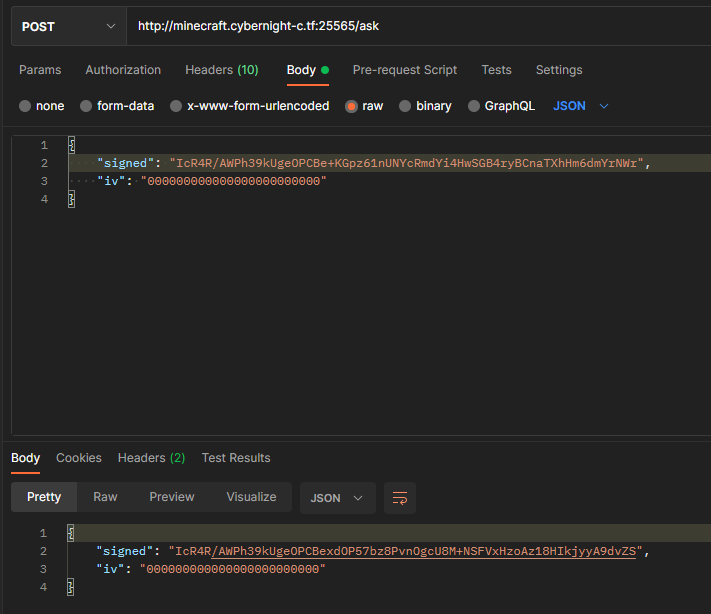 POST http://minecraft.cybernight-c.tf:25565/ask
Params Authorization Headers (10) Body Pre-request Script Tests Settings
none form-data x-www-form-urlencoded raw binary GraphQL JSON
1 {
2 "signed": "IcR4R/AWPh39kUgeOPCBe+KGpz61nUNYcRmdYi4HwSGB4ryBCnaTXhHm6dmYrNWr",
3 "iv": "000000000000000000000000"
4 }
Body Cookies Headers (2) Test Results
Pretty Raw Preview Visualize JSON
1 {
2 "signed": "IcR4R/AWPh39kUgeOPCBexdOP57bz8PvnOgcU8M+NSFVxHzoAz18HIkjyyA9dvZS",
3 "iv": "000000000000000000000000"
4 }